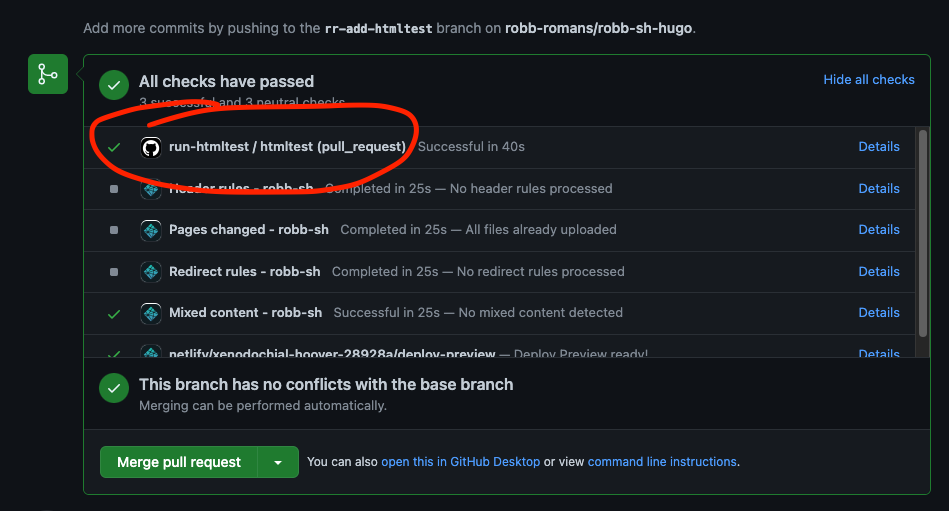 Add more commits by pushing to the rr-add-htmltest branch on robb-romans/robb-sh-hugo.
All checks have passed
Hide all checks
3 successful and 3 neutral checks
run-htmltest / htmltest (pull_request) Successful in 40s
Details
Header rules - robb-sh Completed in 25s — No header rules processed
Details
Pages changed - robb-sh Completed in 25s — All files already uploaded
Details
Redirect rules - robb-sh Completed in 25s — No redirect rules processed
Details
Mixed content - robb-sh Successful in 25s — No mixed content detected
Details
netlify/xenodochial-hoover-28928a/deploy-preview — Deploy Preview ready!
Details
This branch has no conflicts with the base branch
Merging can be performed automatically.
Merge pull request
You can also open this in GitHub Desktop or view command line instructions.